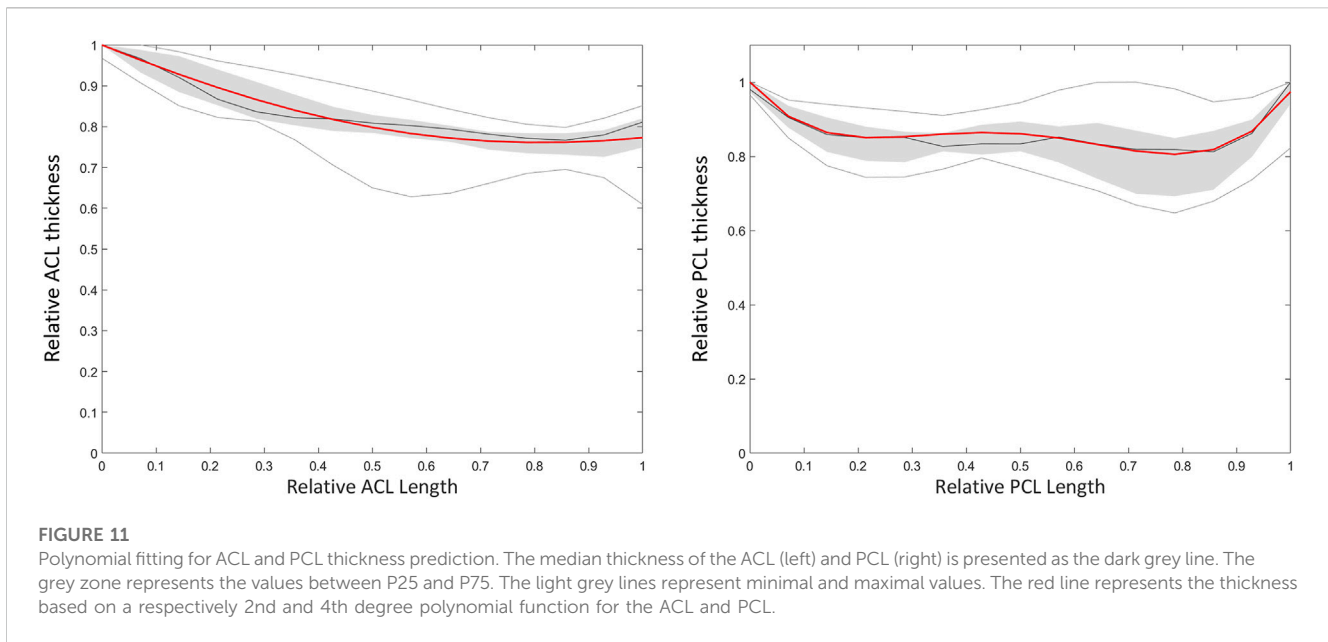 Relative ACL thickness
1
0.9
0.8
0.7
0.6
0.5
0.4
0.3
0.2
0.1
0
0 0.1 0.2 0.3 0.4 0.5 0.6 0.7 0.8 0.9 1
Relative ACL Length
Relative PCL thickness
1
0.8
0.6
0.4
0.2
0
0 0.1 0.2 0.3 0.4 0.5 0.6 0.7 0.8 0.9 1
Relative PCL Length
FIGURE 11
Polynomial fitting for ACL and PCL thickness prediction. The median thickness of the ACL (left) and PCL (right) is presented as the dark grey line. The
grey zone represents the values between P25 and P75. The light grey lines represent minimal and maximal values. The red line represents the thickness
based on a respectively 2nd and 4th degree polynomial function for the ACL and PCL.